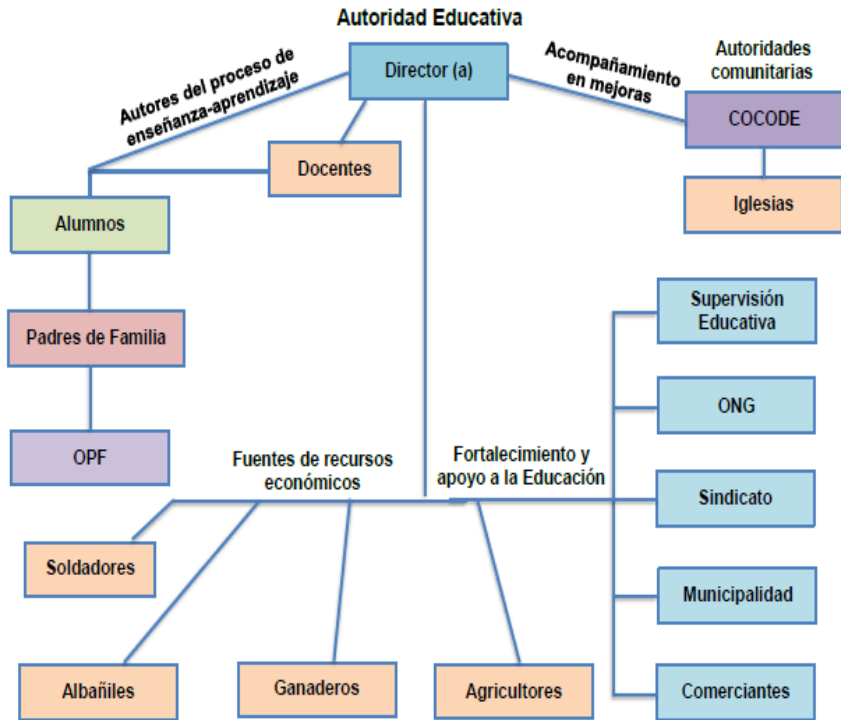 Autoridad Educativa
Director (a)
Autores del proceso de
enseñanza-aprendizaje
Acompañamiento
en mejoras
Autoridades
comunitarias
COCODE
Docentes
Iglesias
Alumnos
Padres de Familia
OPF
Supervisión
Educativa
ONG
Fuentes de recursos
económicos
Fortalecimiento y
apoyo a la Educación
Sindicato
Soldadores
Municipalidad
Albañiles
Ganaderos
Agricultores
Comerciantes